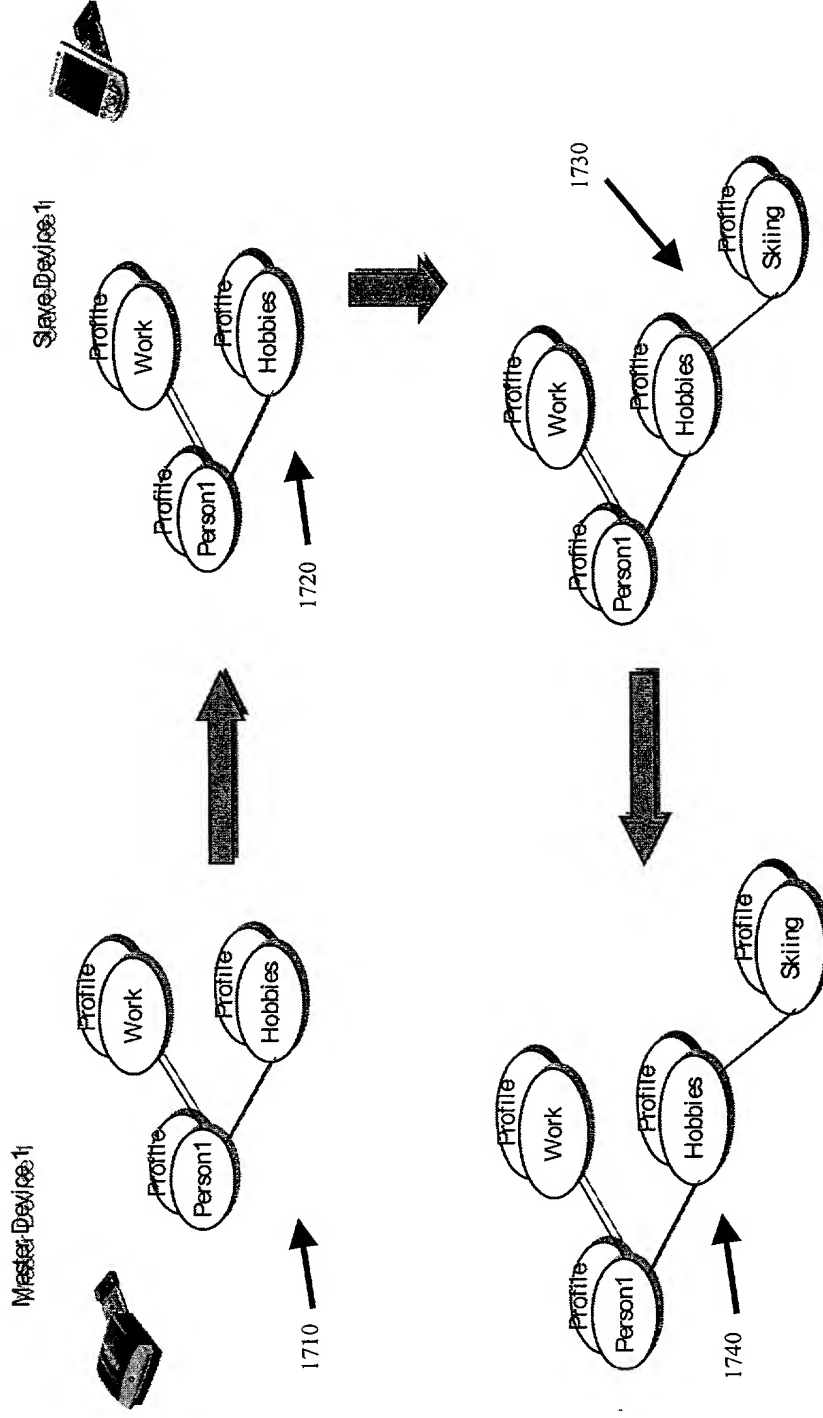 Master Device 1
Slave Device 1
Profile
Work
Profile
Person1
Profile
Hobbies
1710
Profile
Work
Profile
Person1
Profile
Hobbies
1720
Profile
Work
Profile
Person1
Profile
Hobbies
Profile
Skiing
1730
Profile
Work
Profile
Person1
Profile
Hobbies
Profile
Skiing
1740